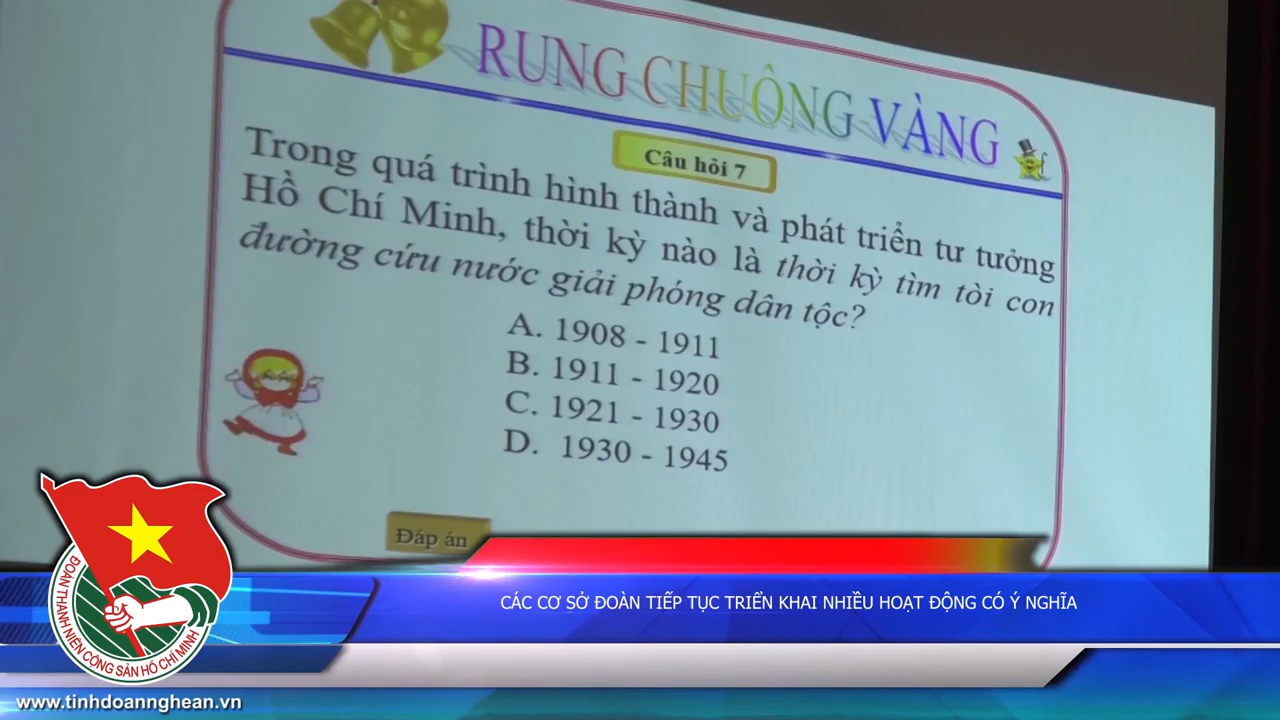 RUNG CHUÔNG VÀNG
Câu hỏi 7
Trong quá trình hình thành và phát triển tư tưởng
Hồ Chí Minh, thời kỳ nào là thời kỳ tìm tòi con
đường cứu nước giải phóng dân tộc?
A. 1908 - 1911
B. 1911 - 1920
C. 1921 - 1930
D. 1930 - 1945
Đáp án
CÁC CƠ SỞ ĐOÀN TIẾP TỤC TRIỂN KHAI NHIỀU HOẠT ĐỘNG CÓ Ý NGHĨA
ĐOÀN THANH NIÊN CỘNG SẢN HỒ CHÍ MINH
www.tinhdoannghean.vn